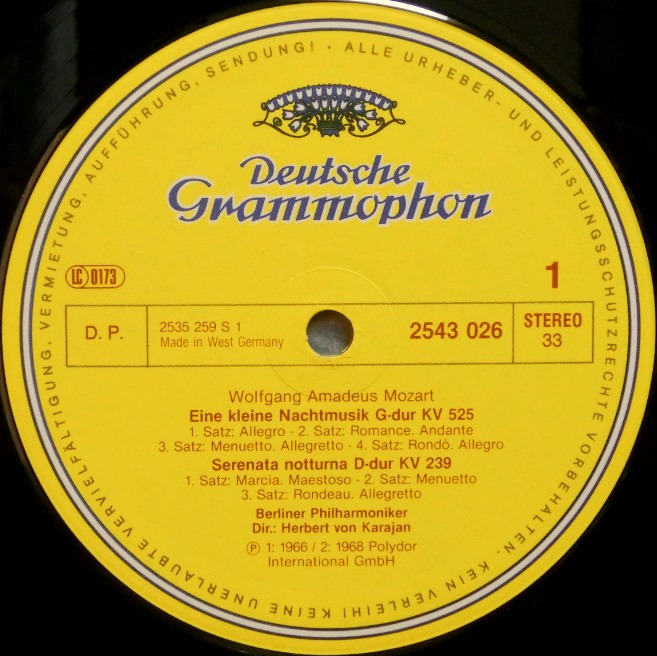 ALLE URHEBER- UND LEISTUNGSSCHUTZRECHTE VORBEHALTEN. KEIN VERLEIH! KEINE UNERLAUBTE VERVIELFÄLTIGUNG, VERMIETUNG, AUFFÜHRUNG, SENDUNG! ·
Deutsche
Grammophon
LC 0173
1
D. P.
2535 259 S 1
Made in West Germany
2543 026
STEREO
33
Wolfgang Amadeus Mozart
Eine kleine Nachtmusik G-dur KV 525
1. Satz: Allegro - 2. Satz: Romance. Andante
3. Satz: Menuetto. Allegretto - 4. Satz: Rondò. Allegro
Serenata notturna D-dur KV 239
1. Satz: Marcia. Maestoso - 2. Satz: Menuetto
3. Satz: Rondeau. Allegretto
Berliner Philharmoniker
Dir.: Herbert von Karajan
Ⓟ 1: 1966 / 2: 1968 Polydor
International GmbH